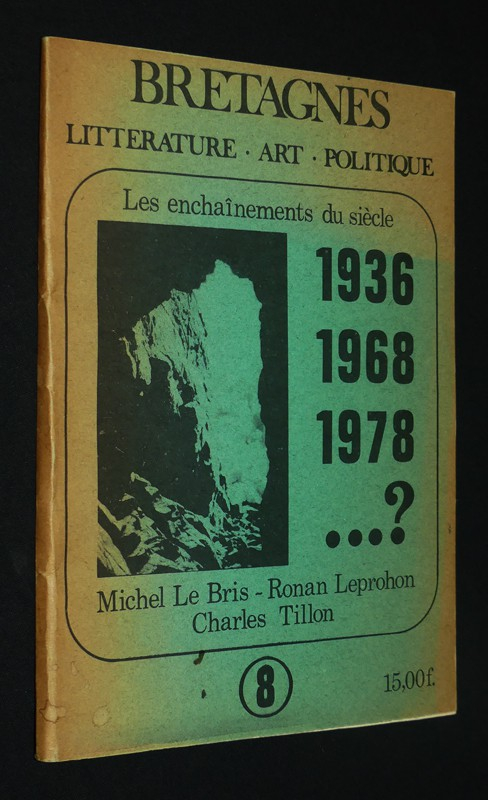 BRETAGNES
LITTERATURE · ART · POLITIQUE
Les enchaînements du siècle
1936
1968
1978
....?
Michel Le Bris - Ronan Leprohon
Charles Tillon
8
15,00f.